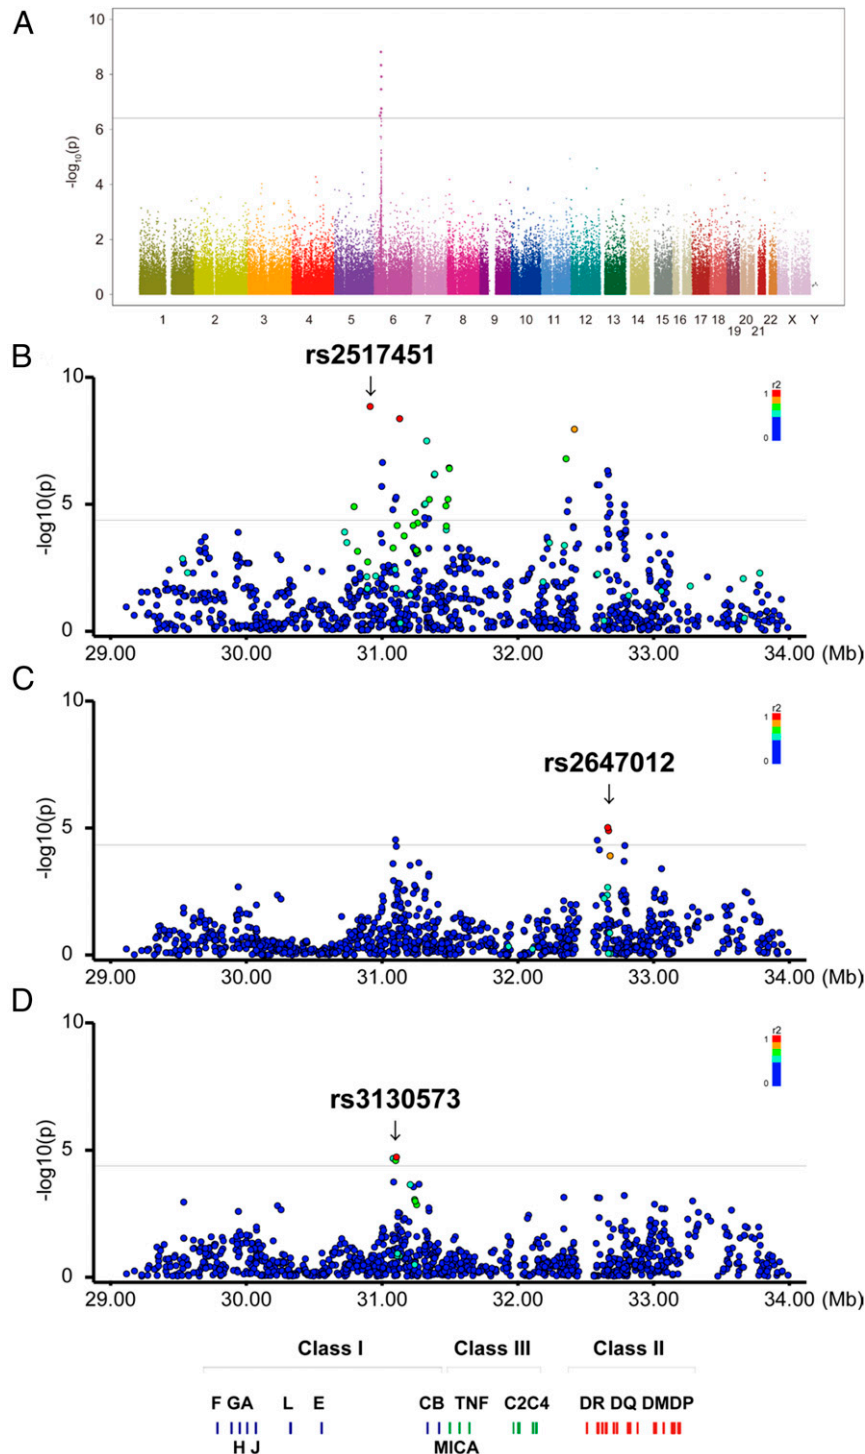 A
10
8
6
4
2
0
-log10(p)
1 2 3 4 5 6 7 8 9 10 11 12 13 14 15 16 17 18 19 20 21 22 X Y
B
rs2517451
10
5
0
-log10(p)
r2
1
0
29.00 30.00 31.00 32.00 33.00 34.00 (Mb)
C
rs2647012
10
5
0
-log10(p)
r2
1
0
29.00 30.00 31.00 32.00 33.00 34.00 (Mb)
D
rs3130573
10
5
0
-log10(p)
r2
1
0
29.00 30.00 31.00 32.00 33.00 34.00 (Mb)
Class I Class III Class II
F GA L E CB TNF C2C4 DR DQ DMDP
H J MICA